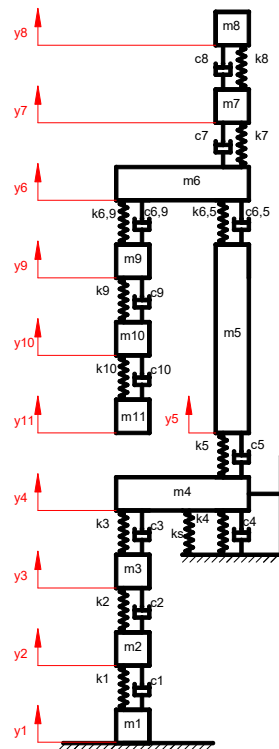 y8 m8
c8 k8
y7 m7
c7 k7
y6 m6
k6,9 c6,9 k6,5 c6,5
y9 m9
k9 c9 m5
y10 m10
k10 c10
y11 m11 y5
k5 c5
y4 m4
k3 c3 ks k4 c4
y3 m3
k2 c2
y2 m2
k1 c1
y1 m1